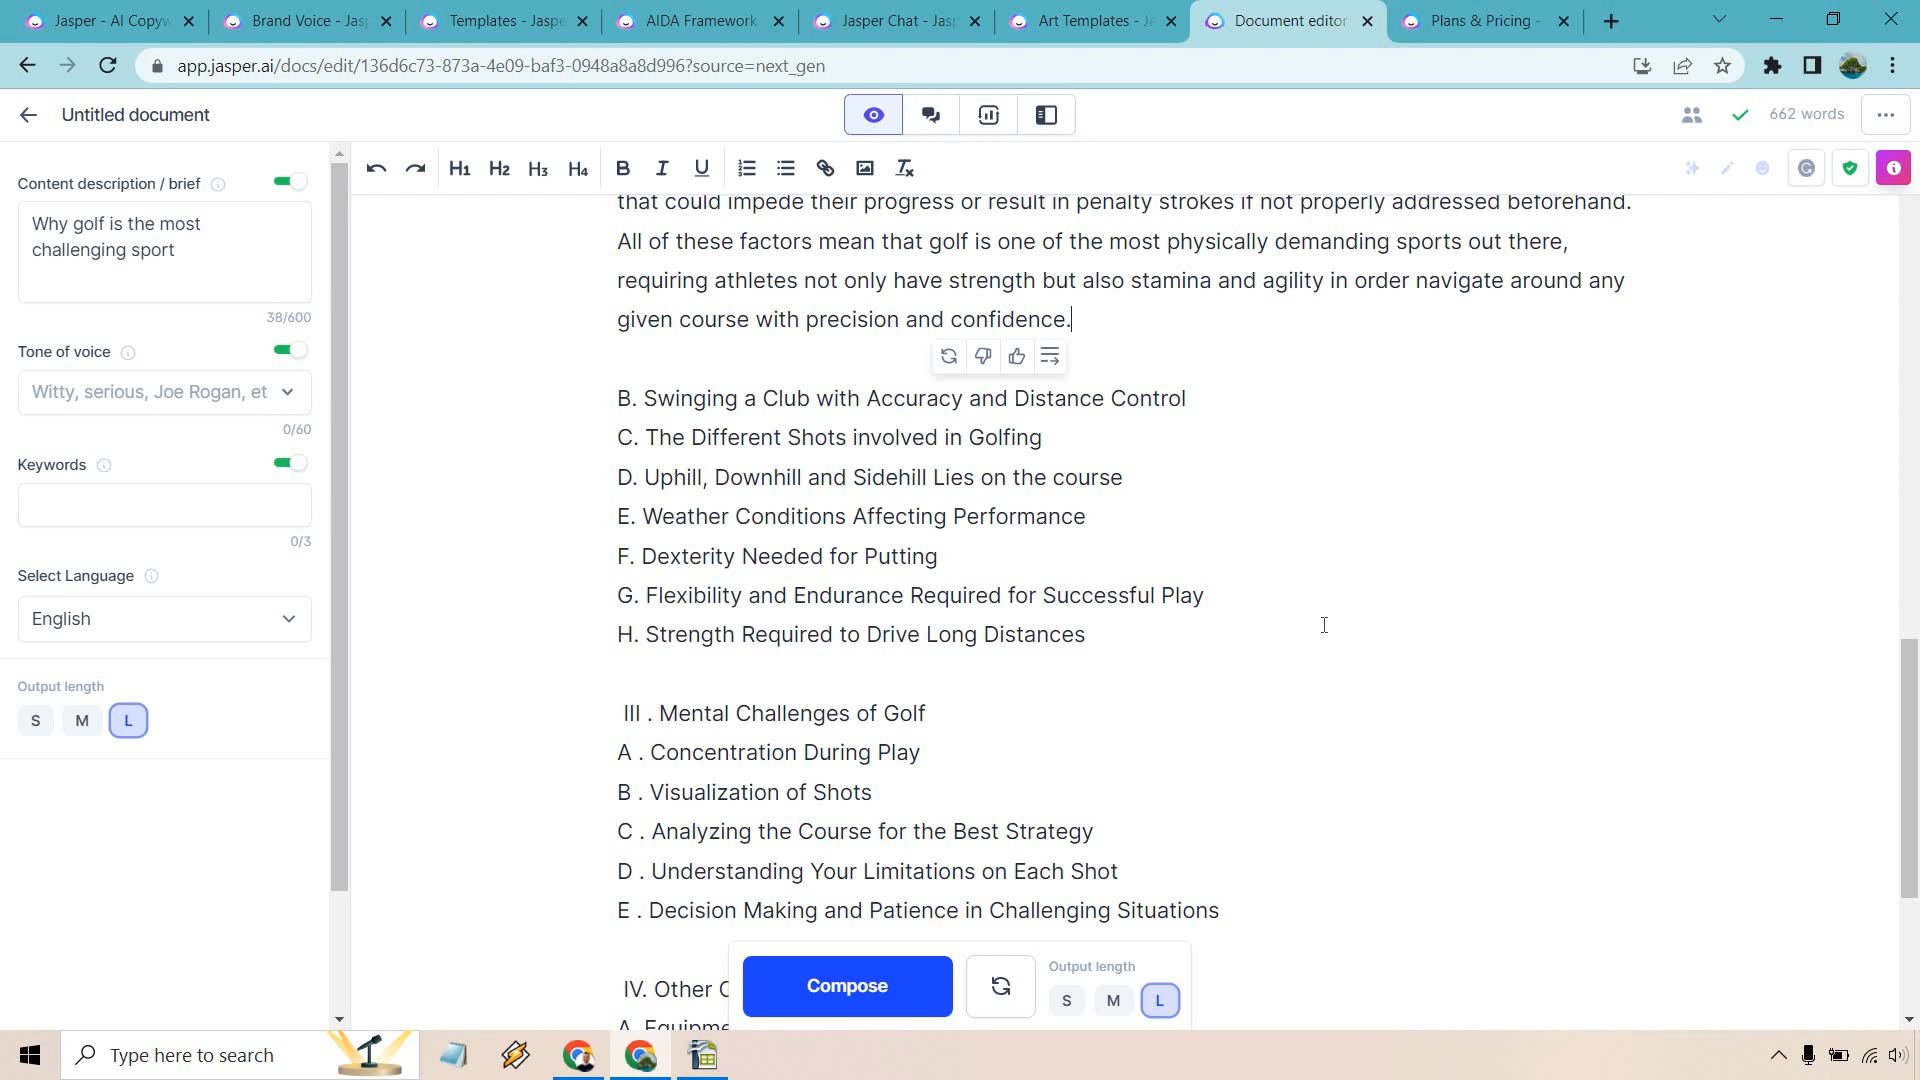 Jasper - AI Copyw
Brand Voice - Jasp
Templates - Jaspe
AIDA Framework
Jasper Chat - Jasp
Art Templates - Ja
Document editor
Plans & Pricing -
app.jasper.ai/docs/edit/136d6c73-873a-4e09-baf3-0948a8a8d996?source=next_gen
Untitled document
662 words
Content description / brief
Why golf is the most
challenging sport
38/600
Tone of voice
Witty, serious, Joe Rogan, et
0/60
Keywords
0/3
Select Language
English
Output length
S M L
H1 H2 H3 H4 B I U
that could impede their progress or result in penalty strokes if not properly addressed beforehand.
All of these factors mean that golf is one of the most physically demanding sports out there,
requiring athletes not only have strength but also stamina and agility in order navigate around any
given course with precision and confidence.
B. Swinging a Club with Accuracy and Distance Control
C. The Different Shots involved in Golfing
D. Uphill, Downhill and Sidehill Lies on the course
E. Weather Conditions Affecting Performance
F. Dexterity Needed for Putting
G. Flexibility and Endurance Required for Successful Play
H. Strength Required to Drive Long Distances
III . Mental Challenges of Golf
A . Concentration During Play
B . Visualization of Shots
C . Analyzing the Course for the Best Strategy
D . Understanding Your Limitations on Each Shot
E . Decision Making and Patience in Challenging Situations
IV. Other C
A. Equipme
Compose
Output length
S M L
Type here to search